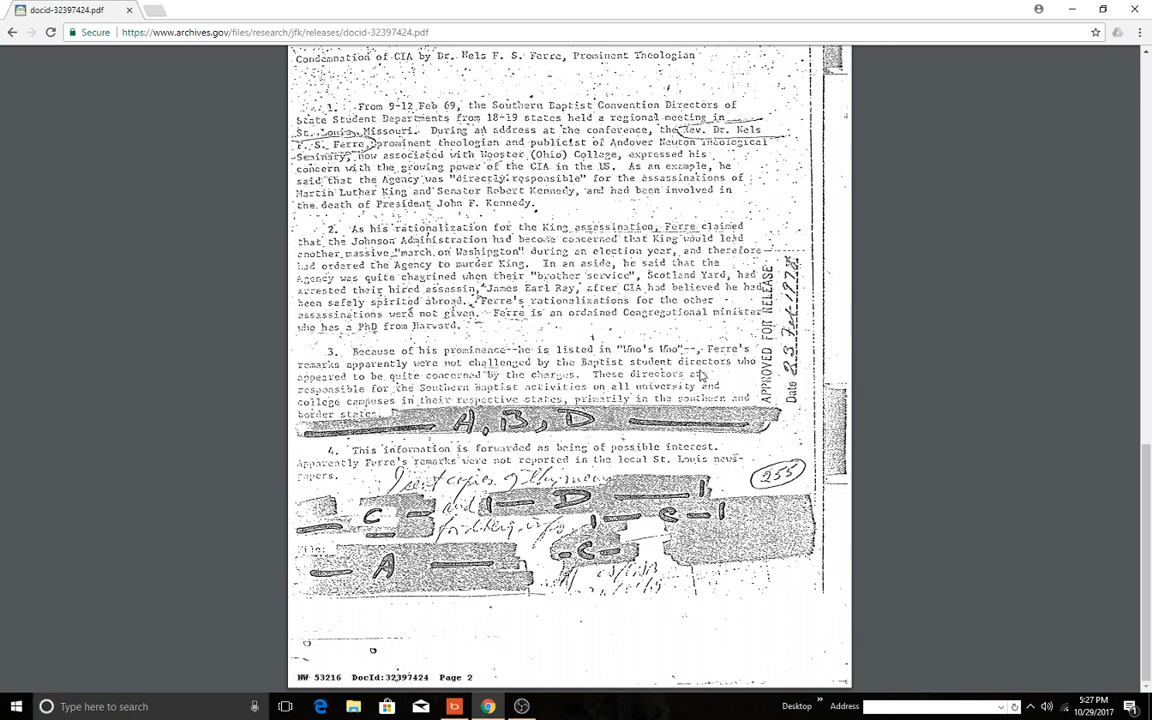 docid-32397424.pdf
Secure
https://www.archives.gov/files/research/jfk/releases/docid-32397424.pdf
Condemnation of CIA by Dr. Nels F. S. Ferre, Prominent Theologian
1. From 9-12 Feb 69, the Southern Baptist Convention Directors of
State Student Departments from 18-19 states held a regional meeting in
St. Louis, Missouri. During an address at the conference, the Rev. Dr. Nels
F. S. Ferre, prominent theologian and publicist of Andover Newton Theological
Seminary, now associated with Wooster (Ohio) College, expressed his
concern with the growing power of the CIA in the US. As an example, he
said that the Agency was "directly responsible" for the assassinations of
Martin Luther King and Senator Robert Kennedy, and had been involved in
the death of President John F. Kennedy.
2. As his rationalization for the King assassination, Ferre claimed
that the Johnson Administration had become concerned that King would lead
another massive "march on Washington" during an election year, and therefore
had ordered the Agency to murder King. In an aside, he said that the
Agency was quite chagrined when their "brother service", Scotland Yard, had
arrested their hired assassin, James Earl Ray, after CIA had believed he had
been safely spirited abroad. Ferre's rationalizations for the other
assassinations were not given. Ferre is an ordained Congregational minister
who has a PhD from Harvard.
3. Because of his prominence--he is listed in "Who's Who"--, Ferre's
remarks apparently were not challenged by the Baptist student directors who
appeared to be quite concerned by the charges. These directors are
responsible for the Southern Baptist activities on all university and
college campuses in their respective states, primarily in the southern and
border states.
A, B, D
4. This information is forwarded as being of possible interest.
Apparently Ferre's remarks were not reported in the local St. Louis news-
papers.
copies of this memo
255
C
and
D
C
C
File:
A
APPROVED FOR RELEASE
Date
NW 53216 DocId:32397424 Page 2
Type here to search
Desktop
Address
5:27 PM
10/29/2017